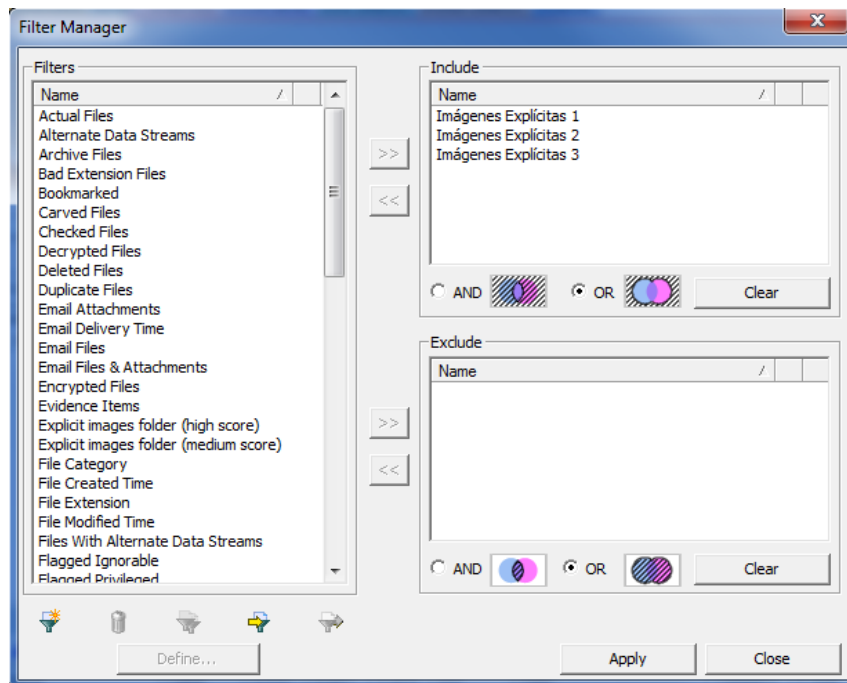 Filter Manager
Filters
Name
Actual Files
Alternate Data Streams
Archive Files
Bad Extension Files
Bookmarked
Carved Files
Checked Files
Decrypted Files
Deleted Files
Duplicate Files
Email Attachments
Email Delivery Time
Email Files
Email Files & Attachments
Encrypted Files
Evidence Items
Explicit images folder (high score)
Explicit images folder (medium score)
File Category
File Created Time
File Extension
File Modified Time
Files With Alternate Data Streams
Flagged Ignorable
Flagged Privileged
Define...
>>
<<
>>
<<
Include
Name
Imágenes Explícitas 1
Imágenes Explícitas 2
Imágenes Explícitas 3
AND OR Clear
Exclude
Name
AND OR Clear
Apply Close